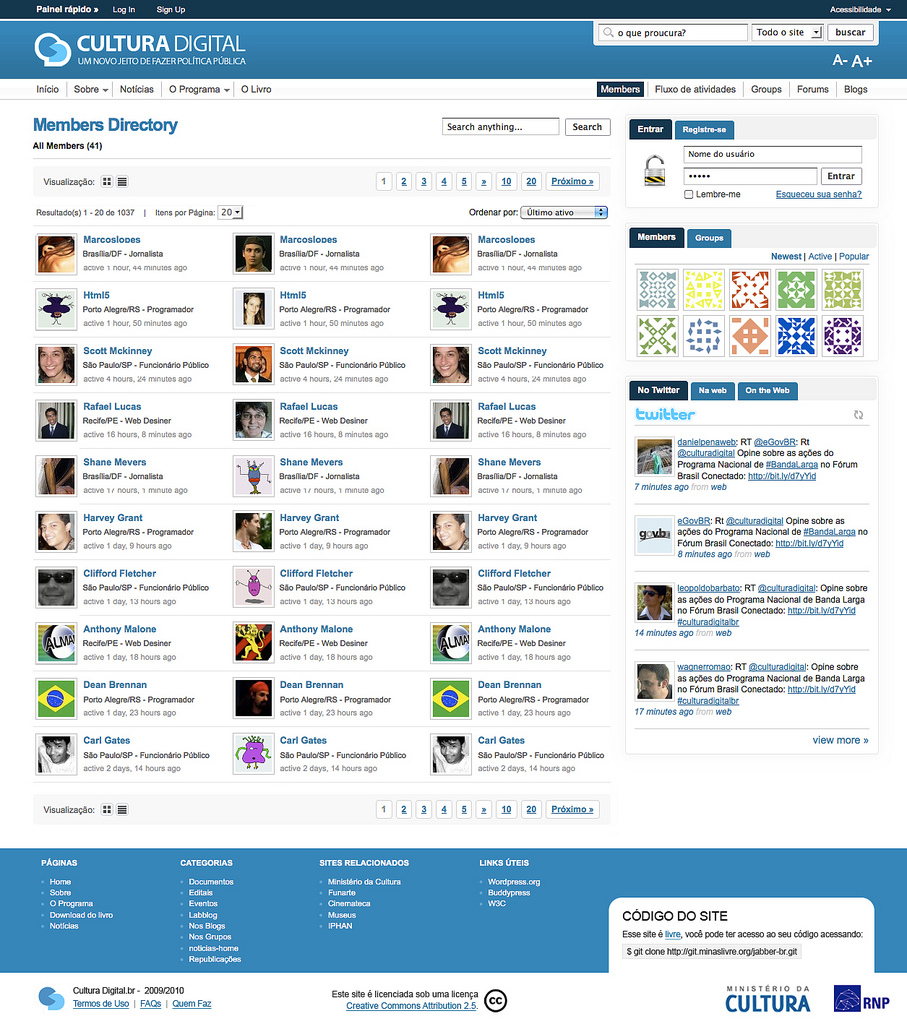 Painel rápido » Log In Sign Up Acessibilidade
CULTURA DIGITAL
UM NOVO JEITO DE FAZER POLÍTICA PÚBLICA
o que proucura? Todo o site buscar
A- A+
Início Sobre Notícias O Programa O Livro Members Fluxo de atividades Groups Forums Blogs
Members Directory
Search anything... Search
All Members (41)
Visualização: 1 2 3 4 5 » 10 20 Próximo »
Resultado(s) 1 - 20 de 1037 | Itens por Página: 20 Ordenar por: Último ativo
Marcoslopes Marcoslopes Marcoslopes
Brasília/DF - Jornalista Brasília/DF - Jornalista Brasília/DF - Jornalista
active 1 hour, 44 minutes ago active 1 hour, 44 minutes ago active 1 hour, 44 minutes ago
Html5 Html5 Html5
Porto Alegre/RS - Programador Porto Alegre/RS - Programador Porto Alegre/RS - Programador
active 1 hour, 50 minutes ago active 1 hour, 50 minutes ago active 1 hour, 50 minutes ago
Scott Mckinney Scott Mckinney Scott Mckinney
São Paulo/SP - Funcionário Público São Paulo/SP - Funcionário Público São Paulo/SP - Funcionário Público
active 4 hours, 24 minutes ago active 4 hours, 24 minutes ago active 4 hours, 24 minutes ago
Rafael Lucas Rafael Lucas Rafael Lucas
Recife/PE - Web Desiner Recife/PE - Web Desiner Recife/PE - Web Desiner
active 16 hours, 8 minutes ago active 16 hours, 8 minutes ago active 16 hours, 8 minutes ago
Shane Meyers Shane Meyers Shane Meyers
Brasília/DF - Jornalista Brasília/DF - Jornalista Brasília/DF - Jornalista
active 17 hours, 1 minute ago active 17 hours, 1 minute ago active 17 hours, 1 minute ago
Harvey Grant Harvey Grant Harvey Grant
Porto Alegre/RS - Programador Porto Alegre/RS - Programador Porto Alegre/RS - Programador
active 1 day, 9 hours ago active 1 day, 9 hours ago active 1 day, 9 hours ago
Clifford Fletcher Clifford Fletcher Clifford Fletcher
São Paulo/SP - Funcionário Público São Paulo/SP - Funcionário Público São Paulo/SP - Funcionário Público
active 1 day, 13 hours ago active 1 day, 13 hours ago active 1 day, 13 hours ago
ALMA Anthony Malone Anthony Malone ALMA Anthony Malone
Recife/PE - Web Desiner Recife/PE - Web Desiner Recife/PE - Web Desiner
active 1 day, 18 hours ago active 1 day, 18 hours ago active 1 day, 18 hours ago
Dean Brennan Dean Brennan Dean Brennan
Porto Alegre/RS - Programador Porto Alegre/RS - Programador Porto Alegre/RS - Programador
active 1 day, 23 hours ago active 1 day, 23 hours ago active 1 day, 23 hours ago
Carl Gates Carl Gates Carl Gates
São Paulo/SP - Funcionário Público São Paulo/SP - Funcionário Público São Paulo/SP - Funcionário Público
active 2 days, 14 hours ago active 2 days, 14 hours ago active 2 days, 14 hours ago
Visualização: 1 2 3 4 5 » 10 20 Próximo »
Entrar Registre-se
Nome do usuário
••••• Entrar
Lembre-me Esqueceu sua senha?
Members Groups
Newest | Active | Popular
No Twitter Na web On the Web
twitter
danielpenaweb: RT @eGovBR: Rt
@culturadigital Opine sobre as ações do
Programa Nacional de #BandaLarga no Fórum
Brasil Conectado: http://bit.ly/d7yYid
7 minutes ago from web
eGovBR: Rt @culturadigital Opine sobre as
ações do Programa Nacional de #BandaLarga no
Fórum Brasil Conectado: http://bit.ly/d7yYid
8 minutes ago from web
leopoldobarbato: RT @culturadigital: Opine sobre
as ações do Programa Nacional de Banda Larga
no Fórum Brasil Conectado: http://bit.ly/d7yYid
#culturadigitalbr
14 minutes ago from web
wagnerromao: RT @culturadigital: Opine sobre
as ações do Programa Nacional de Banda Larga
no Fórum Brasil Conectado: http://bit.ly/d7yYid
#culturadigitalbr
17 minutes ago from web
view more »
PÁGINAS
Home
Sobre
O Programa
Download do livro
Notícias
CATEGORIAS
Documentos
Editais
Eventos
Labblog
Nos Blogs
Nos Grupos
noticias-home
Republicações
SITES RELACIONADOS
Ministério da Cultura
Funarte
Cinemateca
Museus
IPHAN
LINKS ÚTEIS
Wordpress.org
Buddypress
W3C
CÓDIGO DO SITE
Esse site é livre, você pode ter acesso ao seu código acessando:
$ git clone http://git.minaslivre.org/jabber-br.git
Cultura Digital.br - 2009/2010
Termos de Uso | FAQs | Quem Faz
Este site é licenciada sob uma licença
Creative Commons Attribution 2.5.
cc
MINISTÉRIO DA
CULTURA
RNP